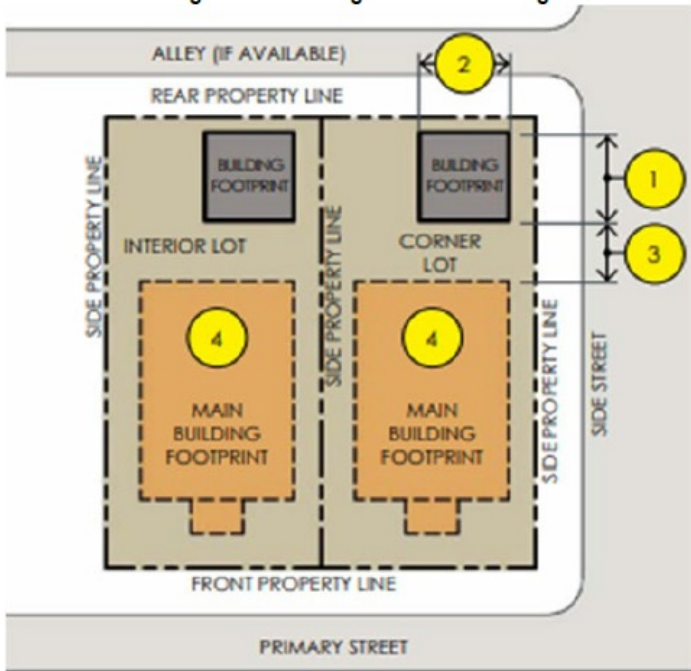 ALLEY (IF AVAILABLE)
2
REAR PROPERTY LINE
SIDE PROPERTY LINE
BUILDING
FOOTPRINT
SIDE PROPERTY LINE
BUILDING
FOOTPRINT
1
INTERIOR LOT
CORNER
LOT
3
4
4
MAIN
BUILDING
FOOTPRINT
MAIN
BUILDING
FOOTPRINT
SIDE PROPERTY LINE
SIDE STREET
FRONT PROPERTY LINE
PRIMARY STREET